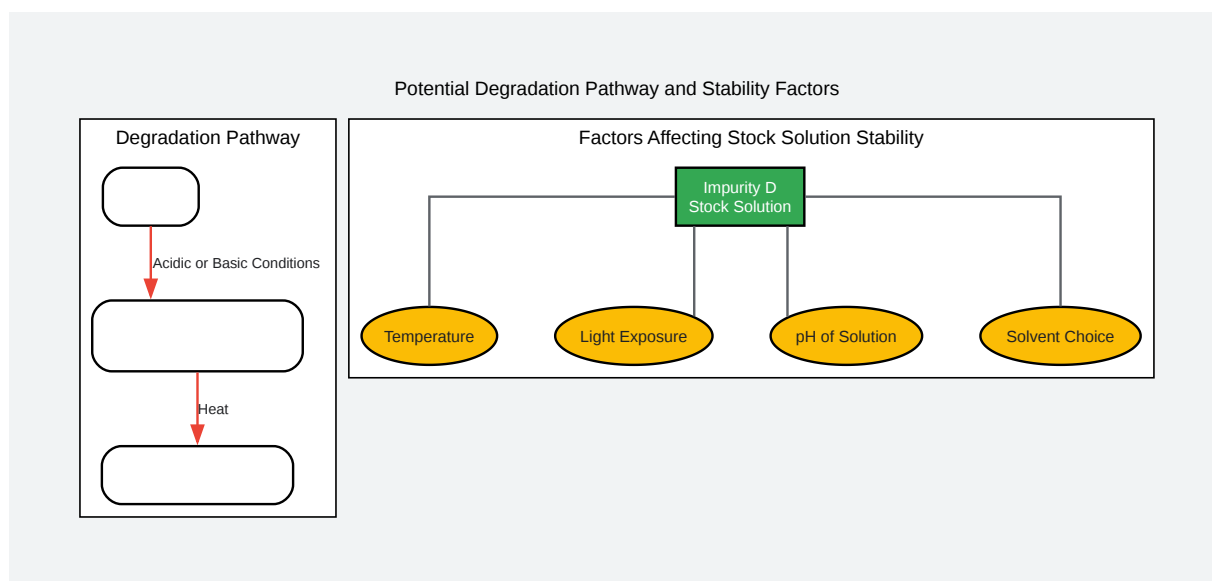 Potential Degradation Pathway and Stability Factors
Degradation Pathway
Acidic or Basic Conditions
Heat
Factors Affecting Stock Solution Stability
Impurity D
Stock Solution
Temperature
Light Exposure
pH of Solution
Solvent Choice